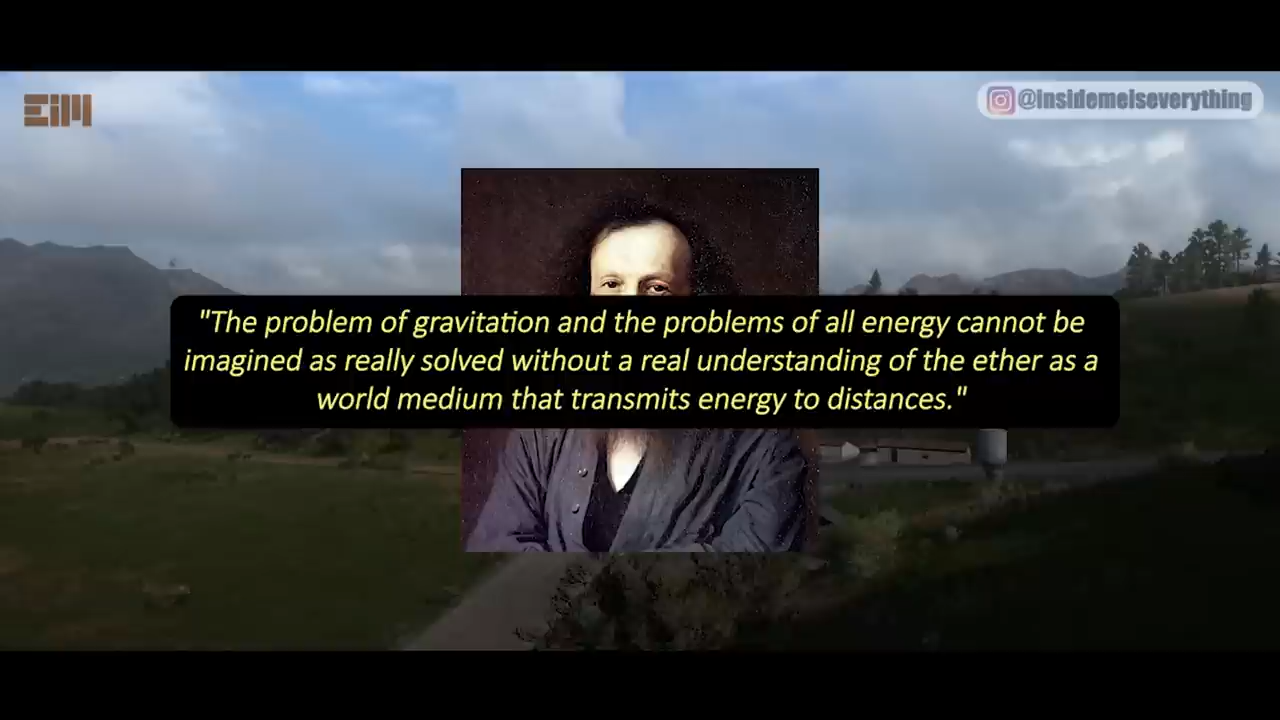 EiM
@Insidemeiseverything
"The problem of gravitation and the problems of all energy cannot be
imagined as really solved without a real understanding of the ether as a
world medium that transmits energy to distances."